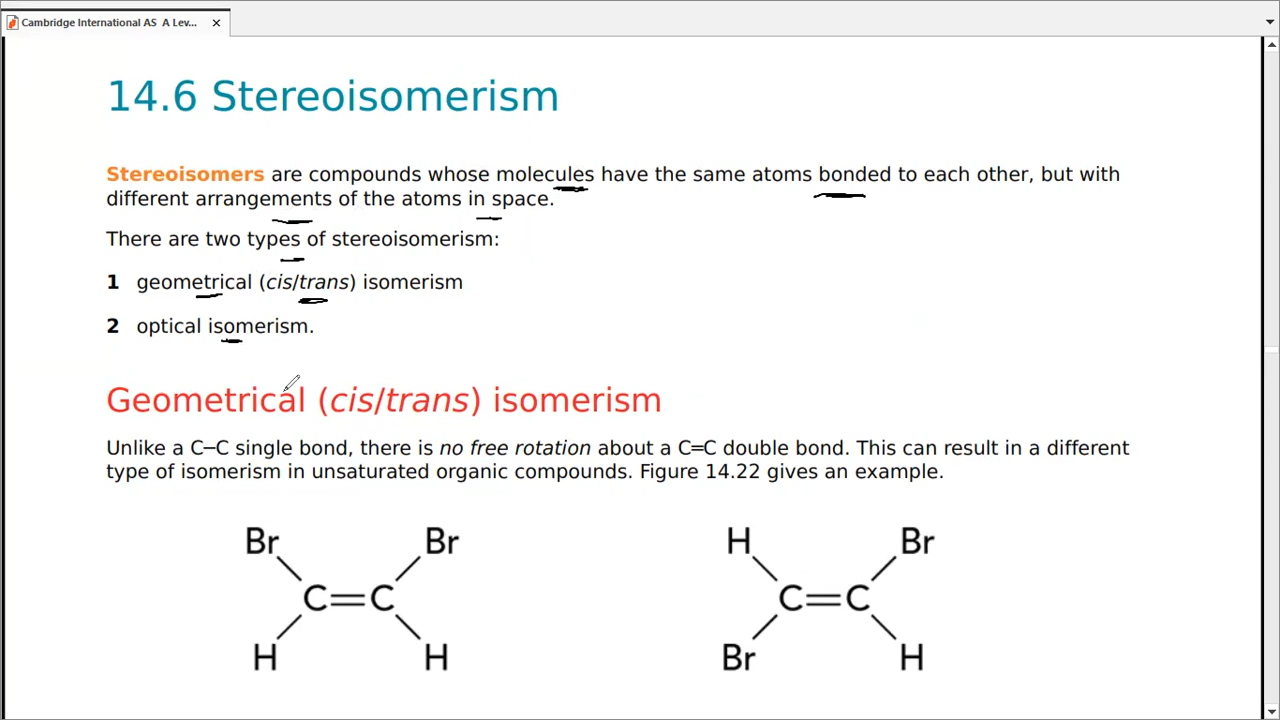 Cambridge International AS A Lev...
14.6 Stereoisomerism
Stereoisomers are compounds whose molecules have the same atoms bonded to each other, but with
different arrangements of the atoms in space.
There are two types of stereoisomerism:
1 geometrical (cis/trans) isomerism
2 optical isomerism.
Geometrical (cis/trans) isomerism
Unlike a C–C single bond, there is no free rotation about a C=C double bond. This can result in a different
type of isomerism in unsaturated organic compounds. Figure 14.22 gives an example.
Br Br H Br
C=C C=C
H H Br H